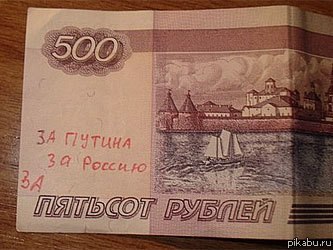 500
ЗА ПУТИНА
За Россию
ЗА
ПЯТЬСОТ РУБЛЕЙ
pikabu.ru